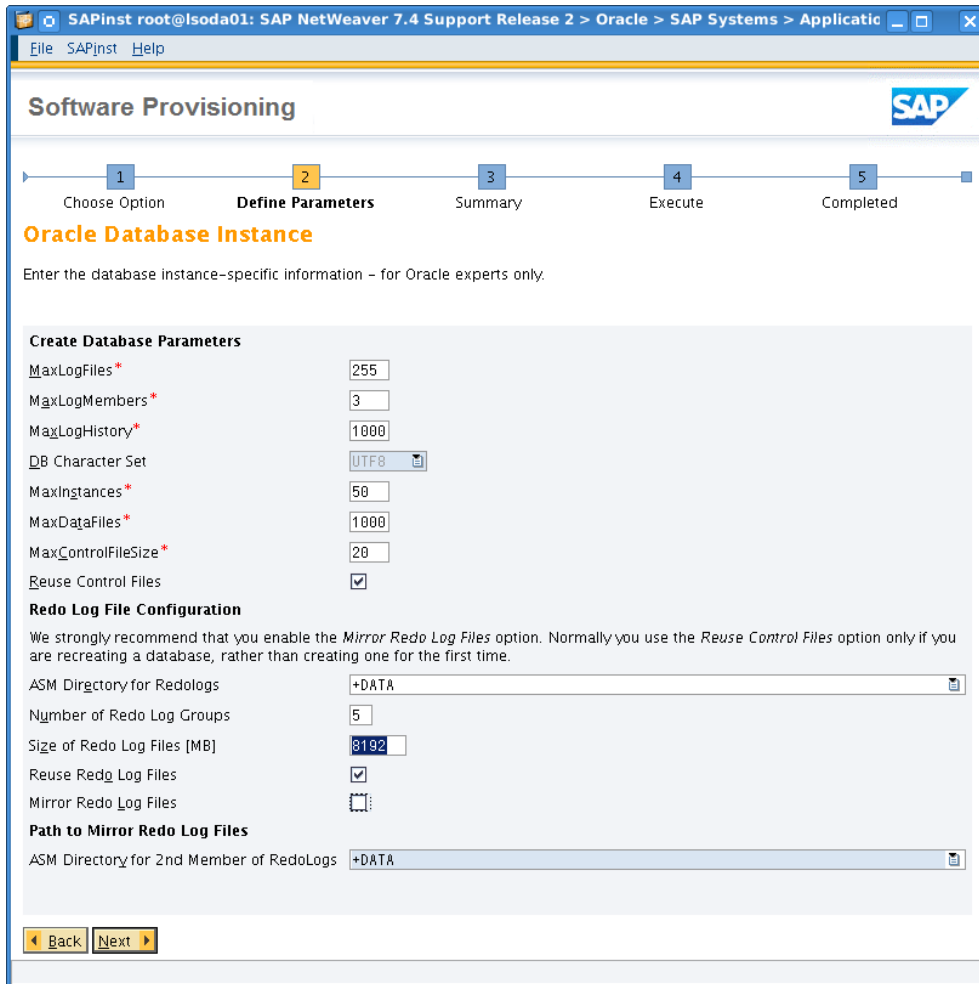 SAPinst root@lsoda01: SAP NetWeaver 7.4 Support Release 2 > Oracle > SAP Systems > Applicatic
File SAPinst Help
Software Provisioning
SAP
1 2 3 4 5
Choose Option Define Parameters Summary Execute Completed
Oracle Database Instance
Enter the database instance-specific information - for Oracle experts only.
Create Database Parameters
MaxLogFiles* 255
MaxLogMembers* 3
MaxLogHistory* 1000
DB Character Set UTF8
MaxInstances* 50
MaxDataFiles* 1000
MaxControlFileSize* 20
Reuse Control Files
Redo Log File Configuration
We strongly recommend that you enable the Mirror Redo Log Files option. Normally you use the Reuse Control Files option only if you
are recreating a database, rather than creating one for the first time.
ASM Directory for Redologs +DATA
Number of Redo Log Groups 5
Size of Redo Log Files [MB] 8192
Reuse Redo Log Files
Mirror Redo Log Files
Path to Mirror Redo Log Files
ASM Directory for 2nd Member of RedoLogs +DATA
Back Next